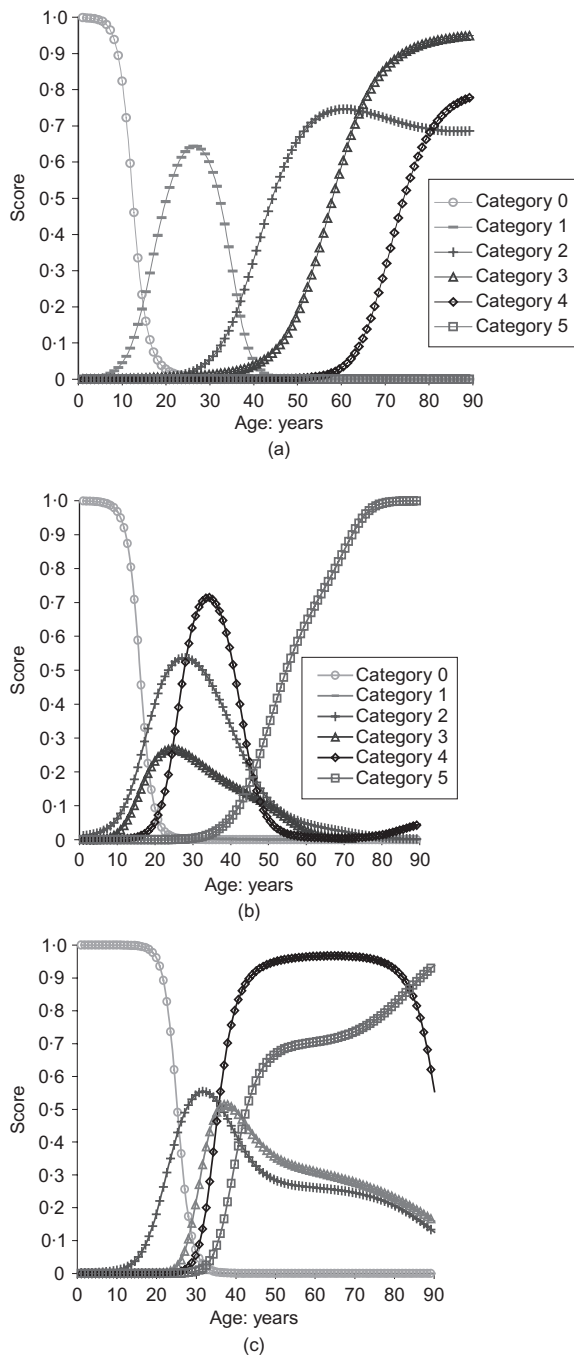 1·0
0·9
0·8
0·7
0·6
0·5
0·4
0·3
0·2
0·1
0
Score
0 10 20 30 40 50 60 70 80 90
Age: years
Category 0
Category 1
Category 2
Category 3
Category 4
Category 5
(a)
1·0
0·9
0·8
0·7
0·6
0·5
0·4
0·3
0·2
0·1
0
Score
0 10 20 30 40 50 60 70 80 90
Age: years
Category 0
Category 1
Category 2
Category 3
Category 4
Category 5
(b)
1·0
0·9
0·8
0·7
0·6
0·5
0·4
0·3
0·2
0·1
0
Score
0 10 20 30 40 50 60 70 80 90
Age: years
(c)